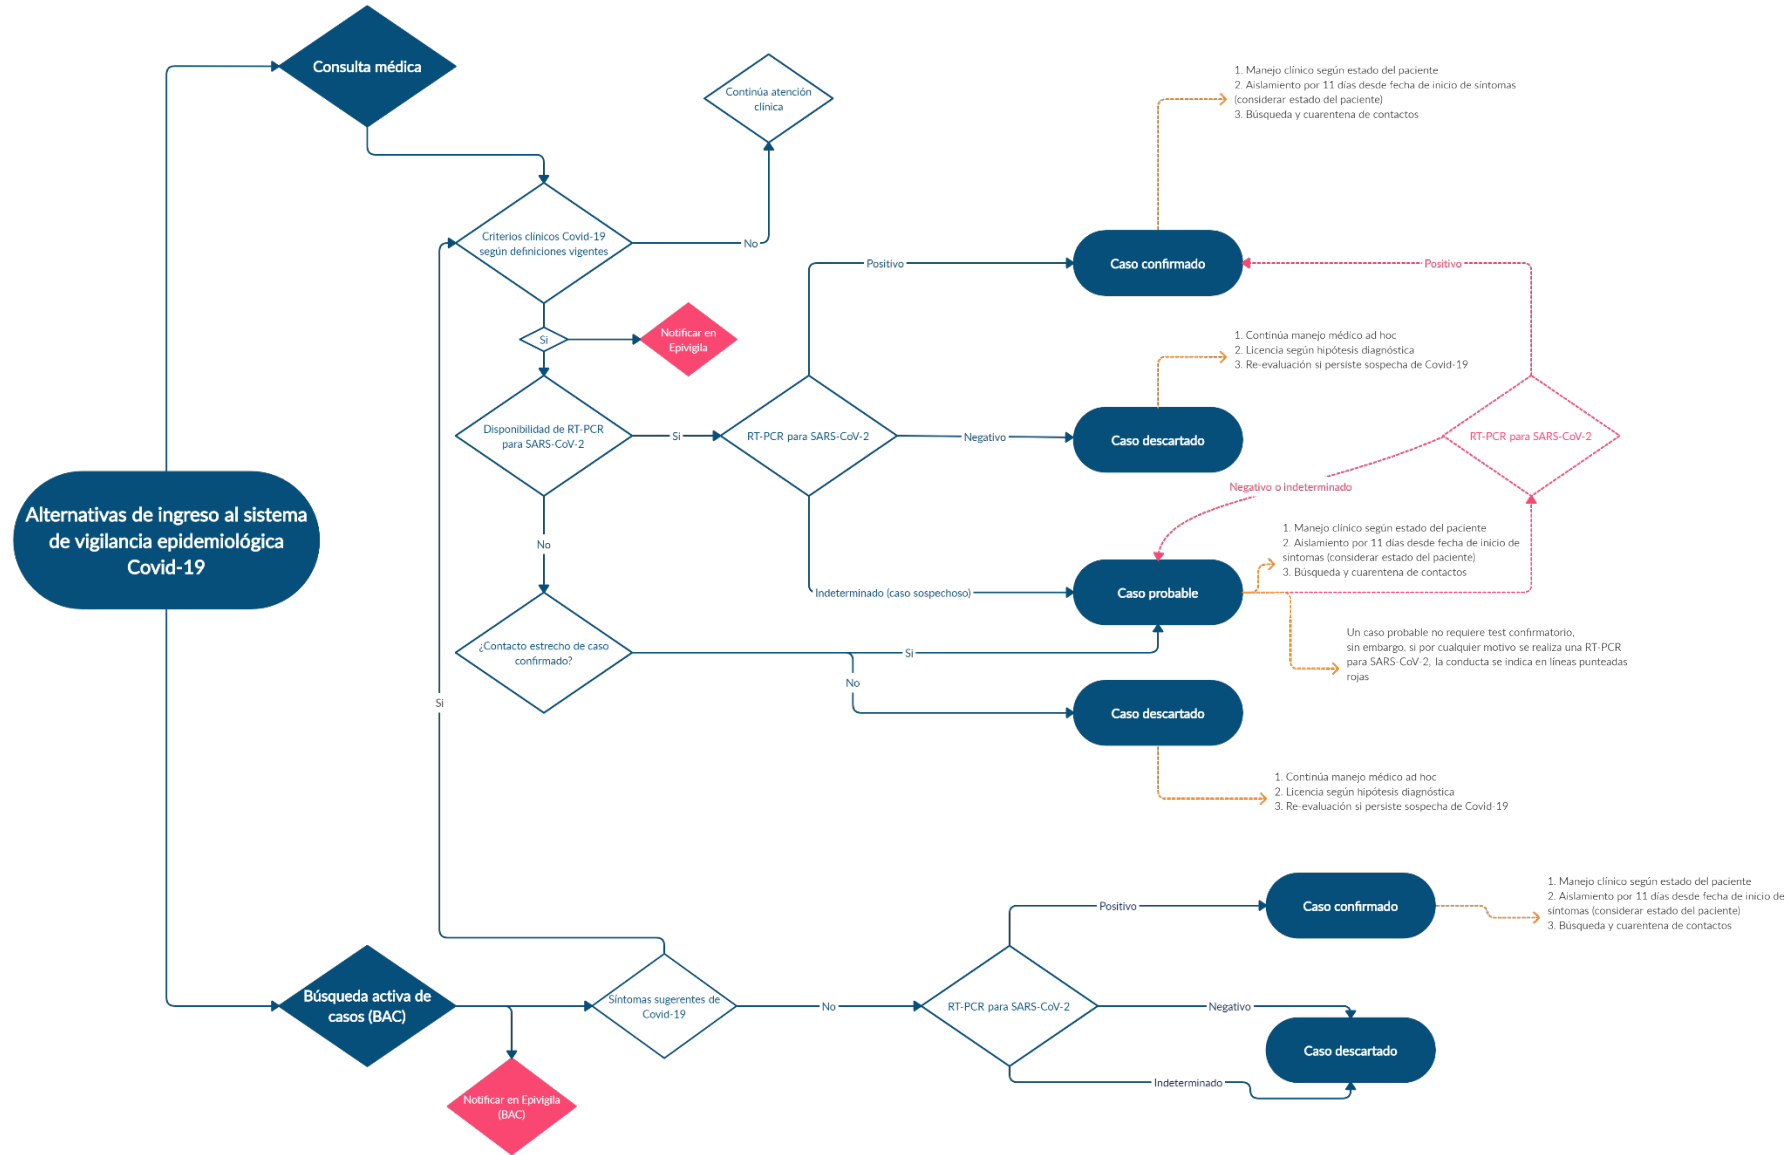 Consulta médica
Continúa atención
clínica
1. Manejo clínico según estado del paciente
2. Aislamiento por 11 días desde fecha de inicio de síntomas
(considerar estado del paciente)
3. Búsqueda y cuarentena de contactos
Criterios clínicos Covid-19
según definiciones vigentes
No
Positivo
Caso confirmado
Positivo
Si
Notificar en
Epivigila
1. Continúa manejo médico ad hoc
2. Licencia según hipótesis diagnóstica
3. Re-evaluación si persiste sospecha de Covid-19
Disponibilidad de RT-PCR
para SARS-CoV-2
Si
RT-PCR para SARS-CoV-2
Negativo
Caso descartado
RT-PCR para SARS-CoV-2
Negativo o indeterminado
Alternativas de ingreso al sistema
de vigilancia epidemiológica
Covid-19
No
1. Manejo clínico según estado del paciente
2. Aislamiento por 11 días desde fecha de inicio de
síntomas (considerar estado del paciente)
3. Búsqueda y cuarentena de contactos
Indeterminado (caso sospechoso)
Caso probable
¿Contacto estrecho de caso
confirmado?
Si
No
Un caso probable no requiere test confirmatorio,
sin embargo, si por cualquier motivo se realiza una RT-PCR
para SARS-CoV-2, la conducta se indica en líneas punteadas
rojas
Si
Caso descartado
1. Continúa manejo médico ad hoc
2. Licencia según hipótesis diagnóstica
3. Re-evaluación si persiste sospecha de Covid-19
Positivo
Caso confirmado
1. Manejo clínico según estado del paciente
2. Aislamiento por 11 días desde fecha de inicio de
síntomas (considerar estado del paciente)
3. Búsqueda y cuarentena de contactos
Búsqueda activa de
casos (BAC)
Síntomas sugerentes de
Covid-19
No
RT-PCR para SARS-CoV-2
Negativo
Caso descartado
Indeterminado
Notificar en Epivigila
(BAC)